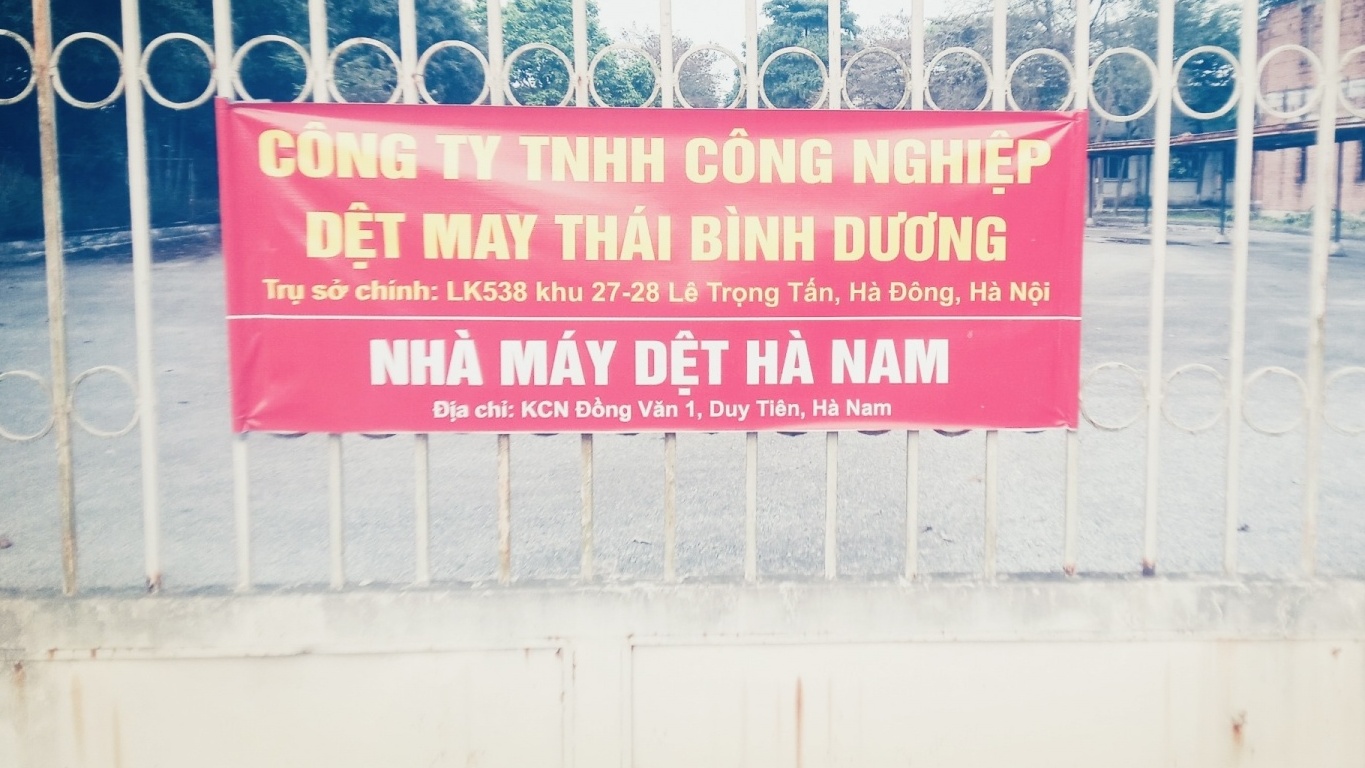 CÔNG TY TNHH CÔNG NGHIỆP
DỆT MAY THÁI BÌNH DƯƠNG
Trụ sở chính: LK538 khu 27-28 Lê Trọng Tấn, Hà Đông, Hà Nội
NHÀ MÁY DỆT HÀ NAM
Địa chỉ: KCN Đồng Văn 1, Duy Tiên, Hà Nam